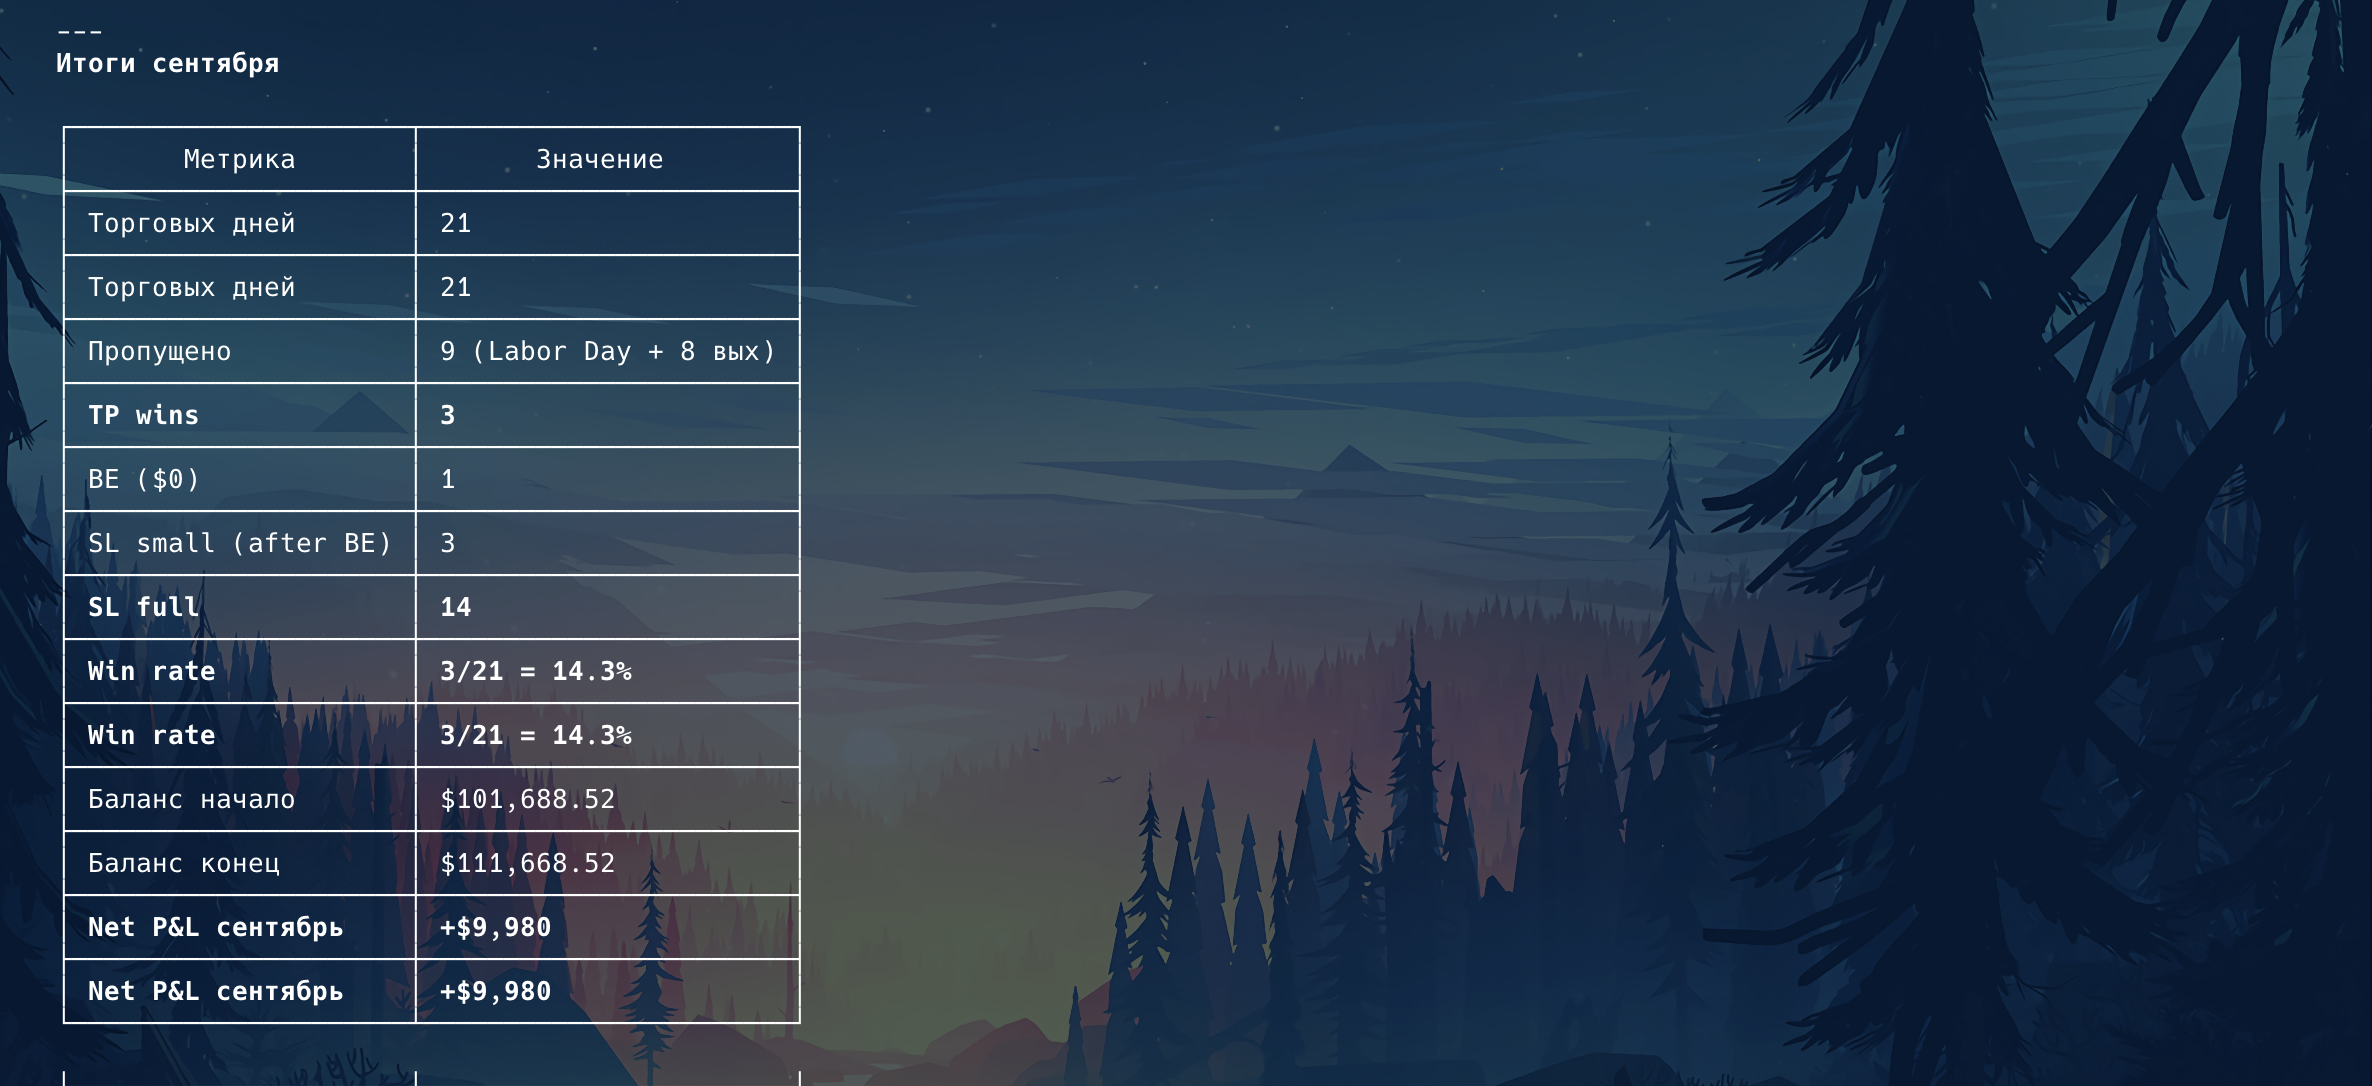 ---
Итоги сентября
Метрика Значение
Торговых дней 21
Торговых дней 21
Пропущено 9 (Labor Day + 8 вых)
TP wins 3
BE ($0) 1
SL small (after BE) 3
SL full 14
Win rate 3/21 = 14.3%
Win rate 3/21 = 14.3%
Баланс начало $101,688.52
Баланс конец $111,668.52
Net P&L сентябрь +$9,980
Net P&L сентябрь +$9,980